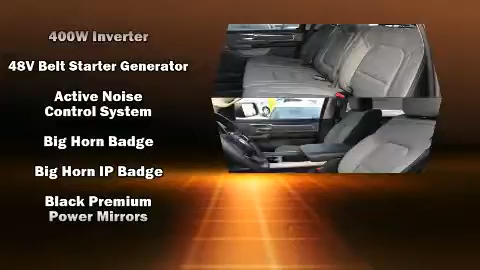 400W Inverter
48V Belt Starter Generator
Active Noise
Control System
Big Horn Badge
Big Horn IP Badge
Black Premium
Power Mirrors